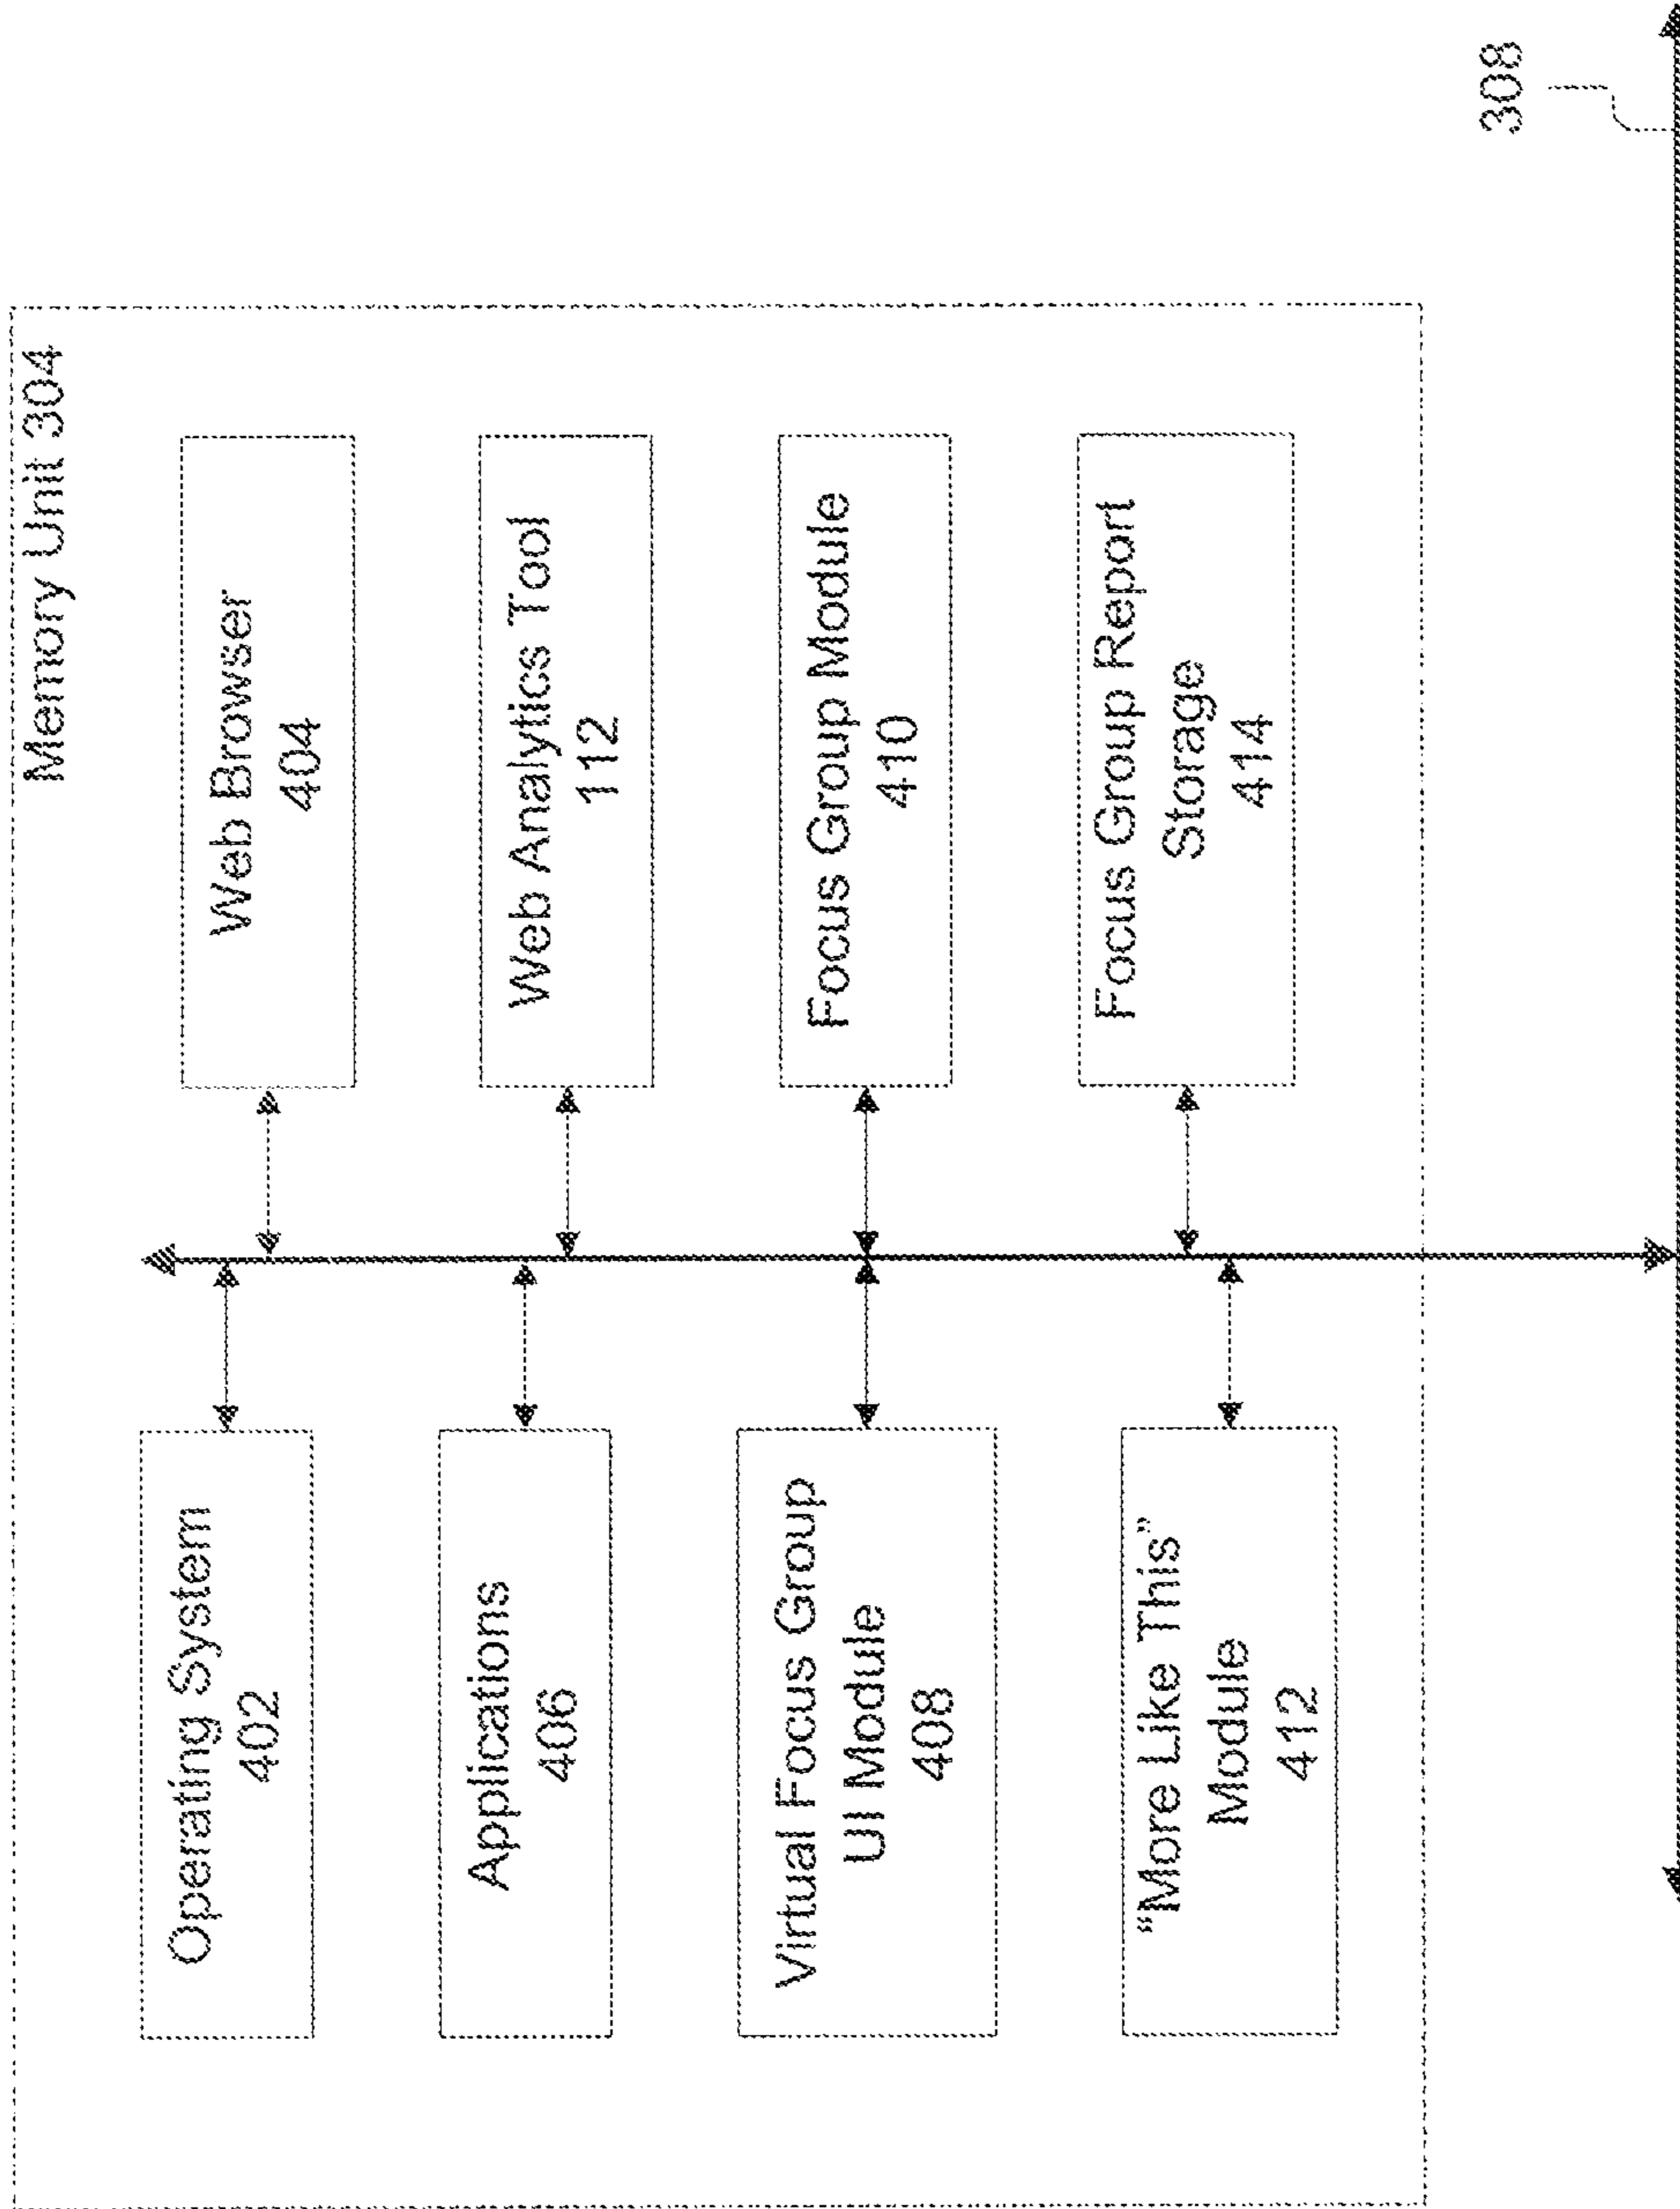 Memory Unit 304
Operating System
402
Web Browser
404
Applications
406
Web Analytics Tool
112
Virtual Focus Group
UI Module
408
Focus Group Module
410
“More Like This”
Module
412
Focus Group Report
Storage
414
308